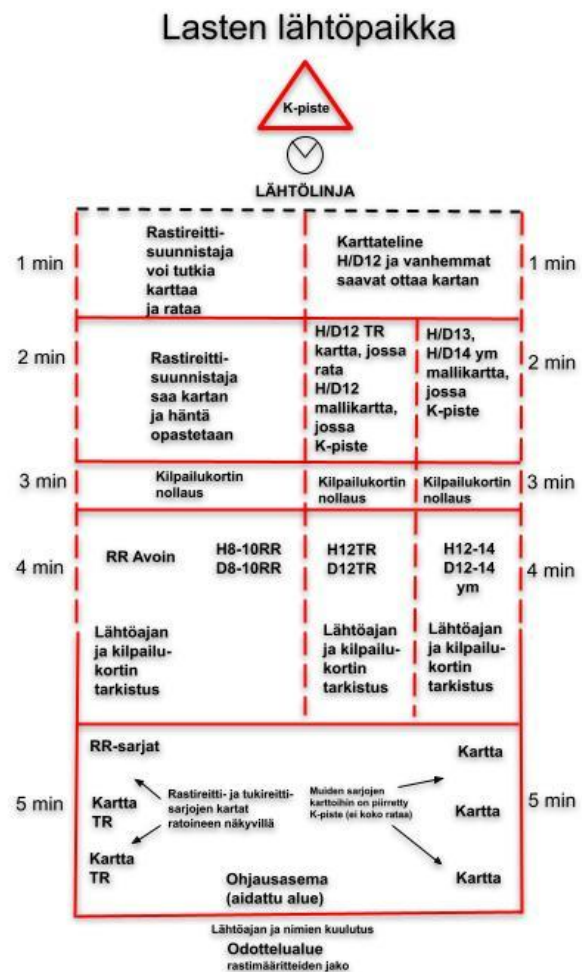 Lasten lähtöpaikka
K-piste
LÄHTÖLINJA
1 min
Rastireitti-
suunnistaja
voi tutkia
karttaa
ja rataa
Karttateline
H/D12 ja vanhemmat
saavat ottaa kartan
1 min
2 min
Rastireitti-
suunnistaja
saa kartan
ja häntä
opastetaan
H/D12 TR
kartta, jossa
rata
H/D12
mallikartta,
jossa
K-piste
H/D13,
H/D14 ym
mallikartta,
jossa
K-piste
2 min
3 min
Kilpailukortin
nollaus
Kilpailukortin
nollaus
Kilpailukortin
nollaus
3 min
4 min
RR Avoin
H8-10RR
D8-10RR
Lähtöajan
ja kilpailu-
kortin
tarkistus
H12TR
D12TR
Lähtöajan
ja kilpailu-
kortin
tarkistus
H12-14
D12-14
ym
Lähtöajan
ja kilpailu-
kortin
tarkistus
4 min
5 min
RR-sarjat
Kartta
TR
Kartta
TR
Rastireitti- ja tukireitti-
sarjojen kartat
ratoineen näkyvillä
Muiden sarjojen
karttoihin on piirretty
K-piste (ei koko rataa)
Kartta
Kartta
Kartta
5 min
Ohjausasema
(aidattu alue)
Lähtöajan ja nimien kuulutus
Odottelualue
rastimääritteiden jako